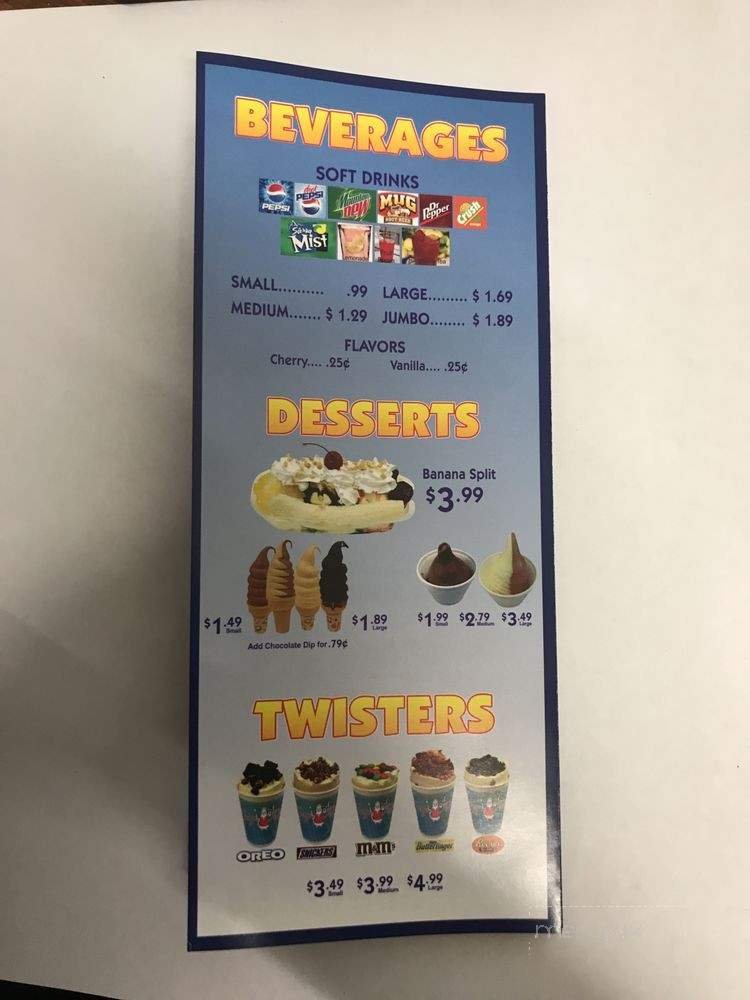 BEVERAGES
SOFT DRINKS
PEPSI diet PEPSI Mountain Dew MUG ROOT BEER Dr Pepper Crush
Sierra Mist Lemonade
SMALL.......... .99 LARGE......... $ 1.69
MEDIUM....... $ 1.29 JUMBO........ $ 1.89
FLAVORS
Cherry.... .25¢ Vanilla.... .25¢
DESSERTS
Banana Split
$3.99
$1.49 Small $1.89 Large $1.99 Small $2.79 Medium $3.49 Large
Add Chocolate Dip for .79¢
TWISTERS
OREO SNICKERS m&m's Butterfinger Reese's
$3.49 Small $3.99 Medium $4.99 Large